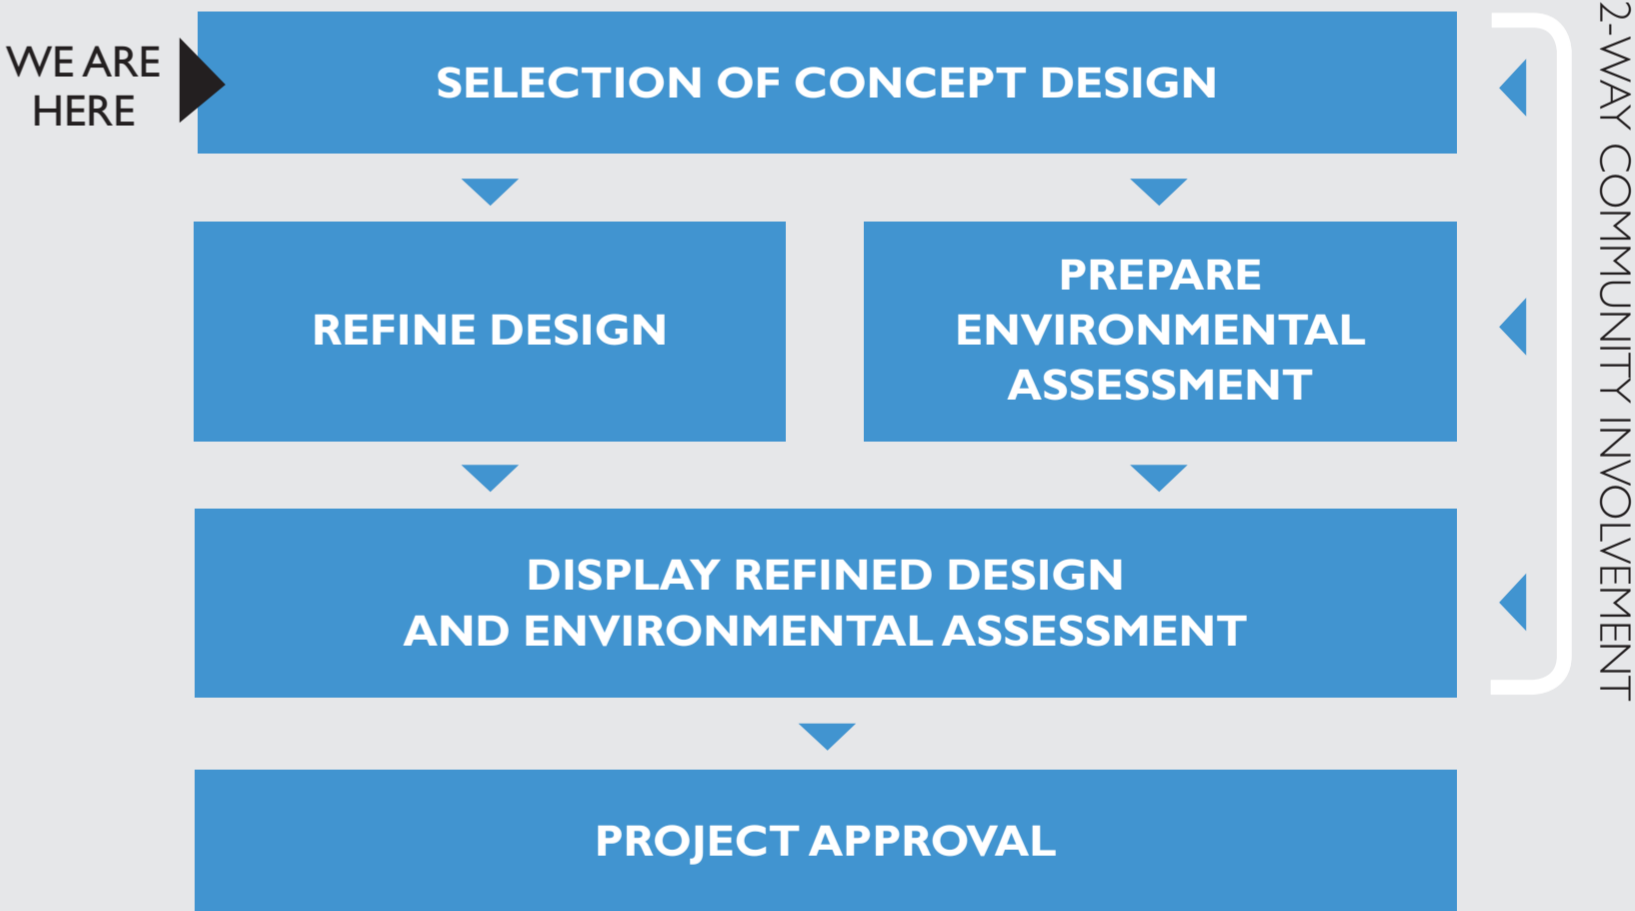 WE ARE
HERE
SELECTION OF CONCEPT DESIGN
REFINE DESIGN
PREPARE
ENVIRONMENTAL
ASSESSMENT
DISPLAY REFINED DESIGN
AND ENVIRONMENTAL ASSESSMENT
PROJECT APPROVAL
2-WAY COMMUNITY INVOLVEMENT